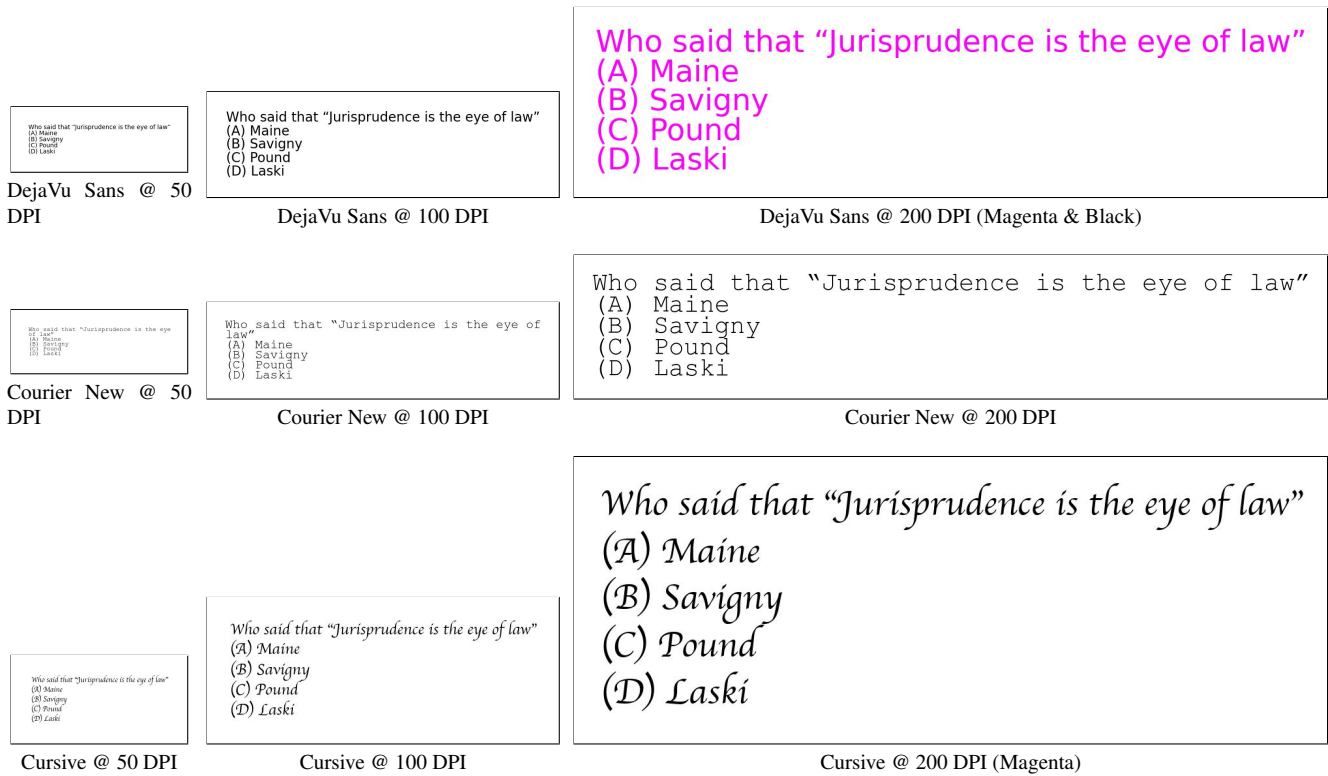 Who said that “Jurisprudence is the eye of law”
(A) Maine
(B) Savigny
(C) Pound
(D) Laski
DejaVu Sans @ 50
DPI
Who said that “Jurisprudence is the eye of law”
(A) Maine
(B) Savigny
(C) Pound
(D) Laski
DejaVu Sans @ 100 DPI
Who said that “Jurisprudence is the eye of law”
(A) Maine
(B) Savigny
(C) Pound
(D) Laski
DejaVu Sans @ 200 DPI (Magenta & Black)
Who said that “Jurisprudence is the eye
of law”
(A) Maine
(B) Savigny
(C) Pound
(D) Laski
Courier New @ 50
DPI
Who said that “Jurisprudence is the eye of
law”
(A) Maine
(B) Savigny
(C) Pound
(D) Laski
Courier New @ 100 DPI
Who said that “Jurisprudence is the eye of law”
(A) Maine
(B) Savigny
(C) Pound
(D) Laski
Courier New @ 200 DPI
Who said that “Jurisprudence is the eye of law”
(A) Maine
(B) Savigny
(C) Pound
(D) Laski
Cursive @ 50 DPI
Who said that “Jurisprudence is the eye of law”
(A) Maine
(B) Savigny
(C) Pound
(D) Laski
Cursive @ 100 DPI
Who said that “Jurisprudence is the eye of law”
(A) Maine
(B) Savigny
(C) Pound
(D) Laski
Cursive @ 200 DPI (Magenta)